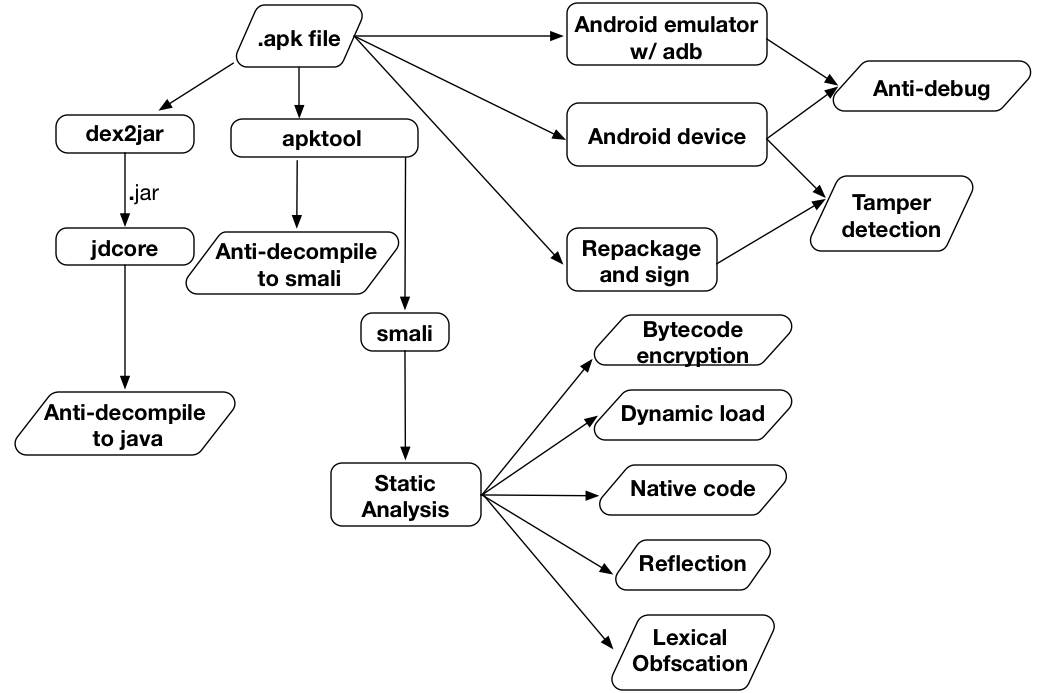 .apk file
Android emulator
w/ adb
Anti-debug
dex2jar
apktool
Android device
.jar
Tamper
detection
jdcore
Anti-decompile
to smali
Repackage
and sign
smali
Bytecode
encryption
Anti-decompile
to java
Dynamic load
Static
Analysis
Native code
Reflection
Lexical
Obfscation